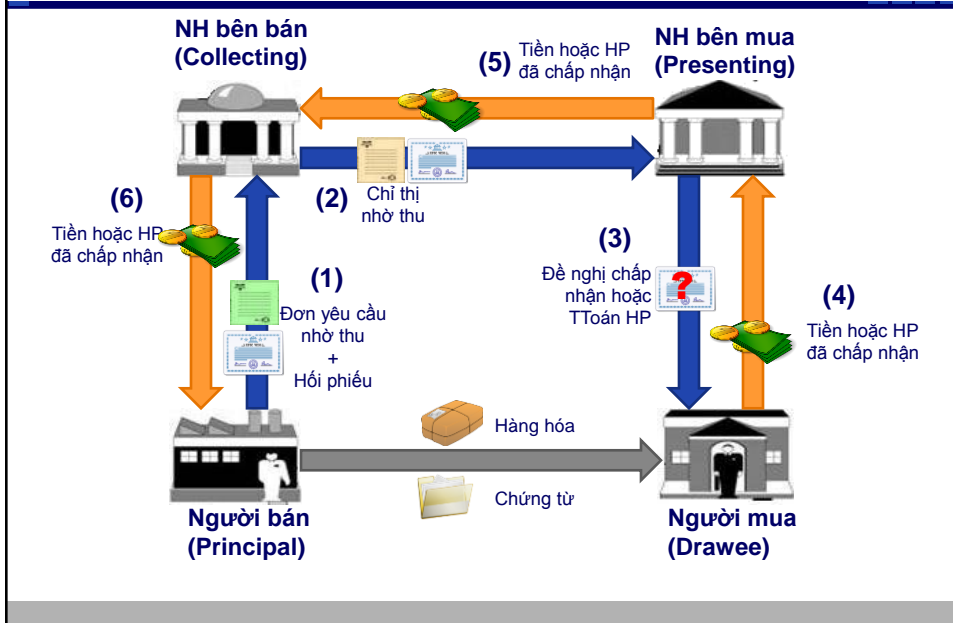 NH bên bán
(Collecting)
NH bên mua
(Presenting)
(5)
Tiền hoặc HP
đã chấp nhận
(2)
Chỉ thị
nhờ thu
(6)
Tiền hoặc HP
đã chấp nhận
(1)
Đơn yêu cầu
nhờ thu
+
Hối phiếu
(3)
Đề nghị chấp
nhận hoặc
TToán HP
?
(4)
Tiền hoặc HP
đã chấp nhận
Hàng hóa
Chứng từ
Người bán
(Principal)
Người mua
(Drawee)